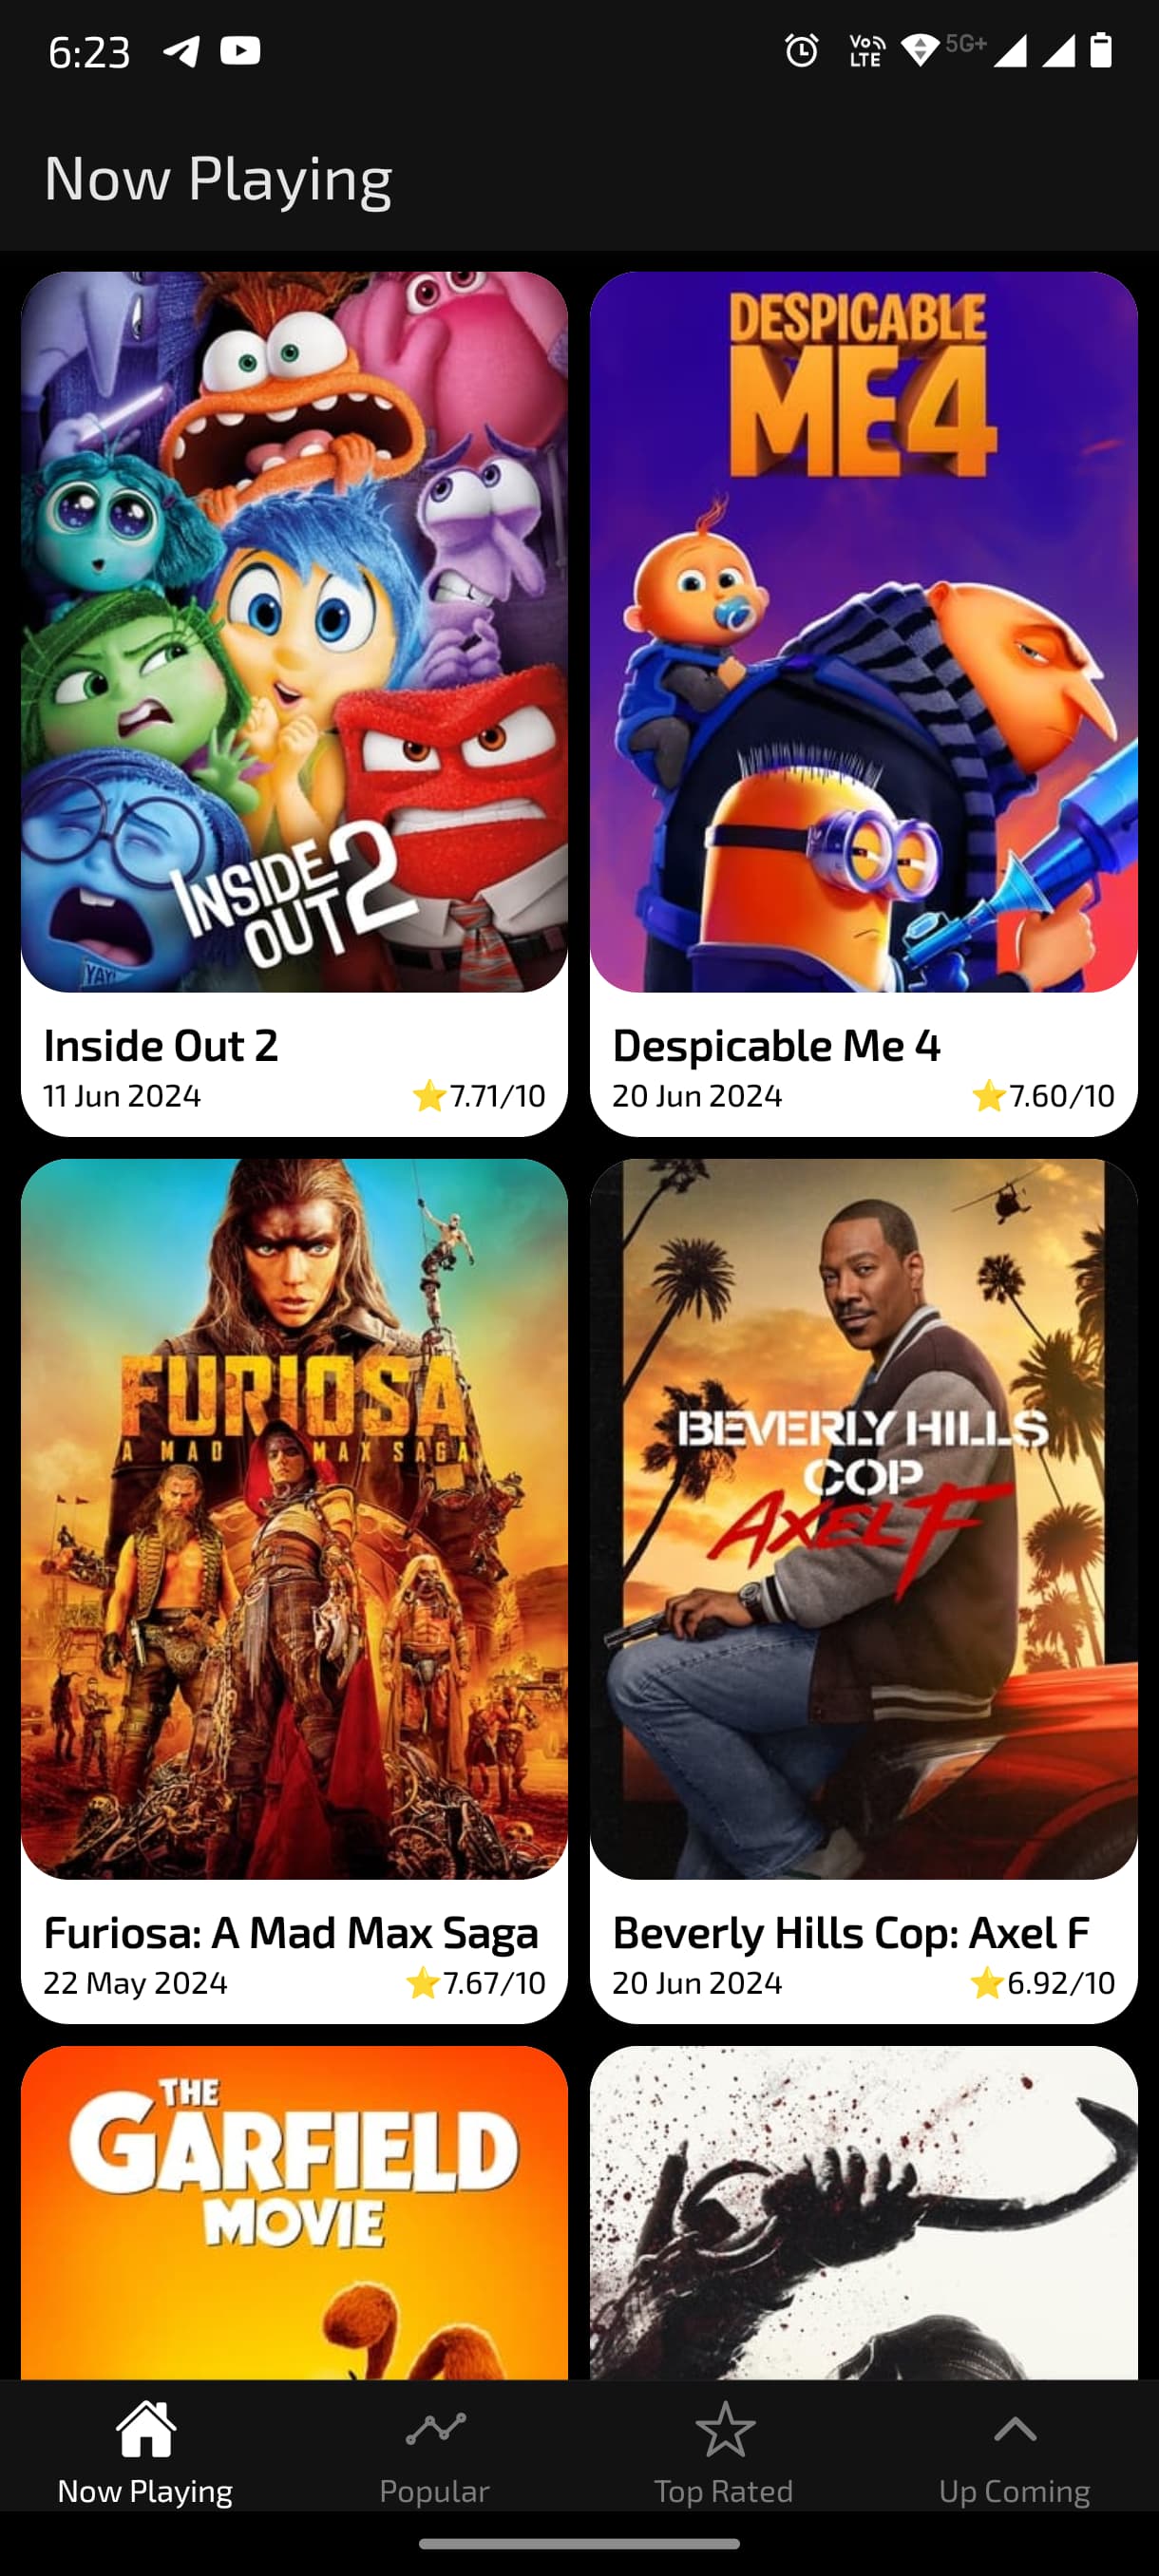 6:23
Vo LTE
5G+
Now Playing
INSIDE
OUT 2
YAY!
DESPICABLE
ME 4
Inside Out 2
11 Jun 2024
7.71/10
Despicable Me 4
20 Jun 2024
7.60/10
FURIOSA
A MAD MAX SAGA
BEVERLY HILLS
COP
AXEL F
Furiosa: A Mad Max Saga
22 May 2024
7.67/10
Beverly Hills Cop: Axel F
20 Jun 2024
6.92/10
THE
GARFIELD
MOVIE
Now Playing
Popular
Top Rated
Up Coming